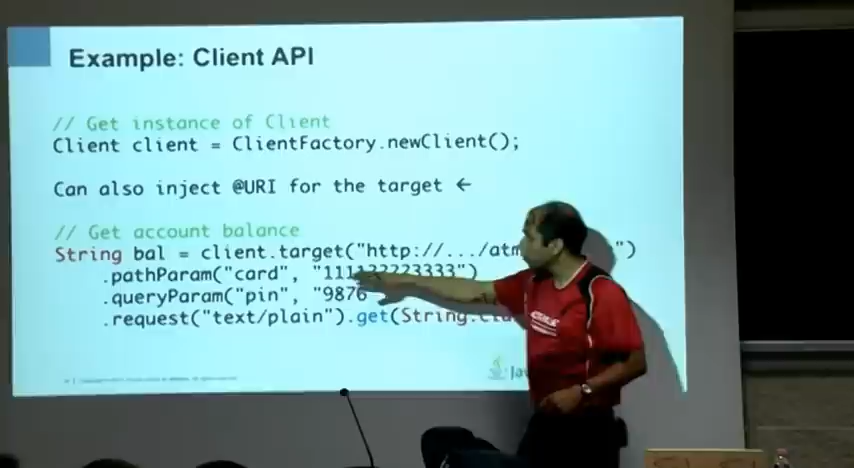 Example: Client API
// Get instance of Client
Client client = ClientFactory.newClient();
Can also inject @URI for the target ←
// Get account balance
String bal = client.target("http://.../atm ")
.pathParam("card", "111122223333")
.queryParam("pin", "9876
.request("text/plain").get(String.